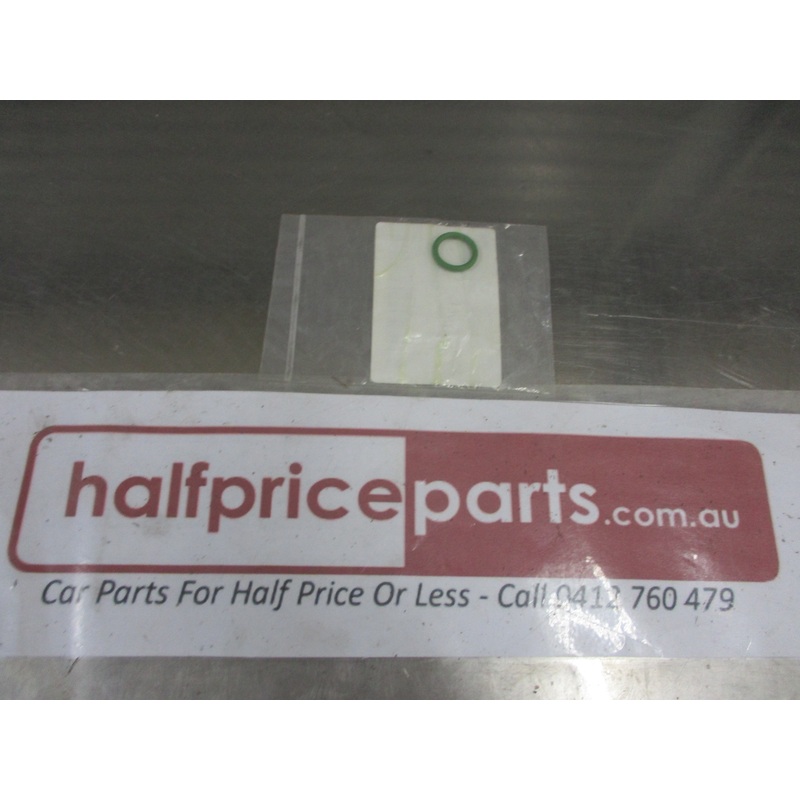 halfpriceparts.com.au
Car Parts For Half Price Or Less - Call 0412 760 479